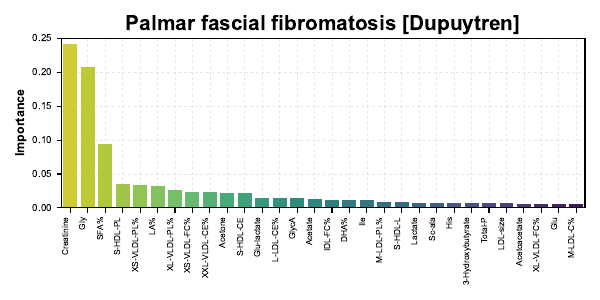 Palmar fascial fibromatosis [Dupuytren]
Importance
0.25
0.20
0.15
0.10
0.05
0.00
Creatinine
Gly
SFA%
S-HDL-PL
XS-VLDL-PL%
LA%
XL-VLDL-PL%
XS-VLDL-FC%
XXL-VLDL-CE%
Acetone
S-HDL-CE
Glu-lactate
L-LDL-CE%
GlycA
Acetate
IDL-FC%
DHA%
Ile
M-LDL-PL%
S-HDL-L
Lactate
Sc-ala
His
3-Hydroxybutyrate
Total-P
LDL-size
Acetoacetate
XL-VLDL-FC%
Glu
M-LDL-C%